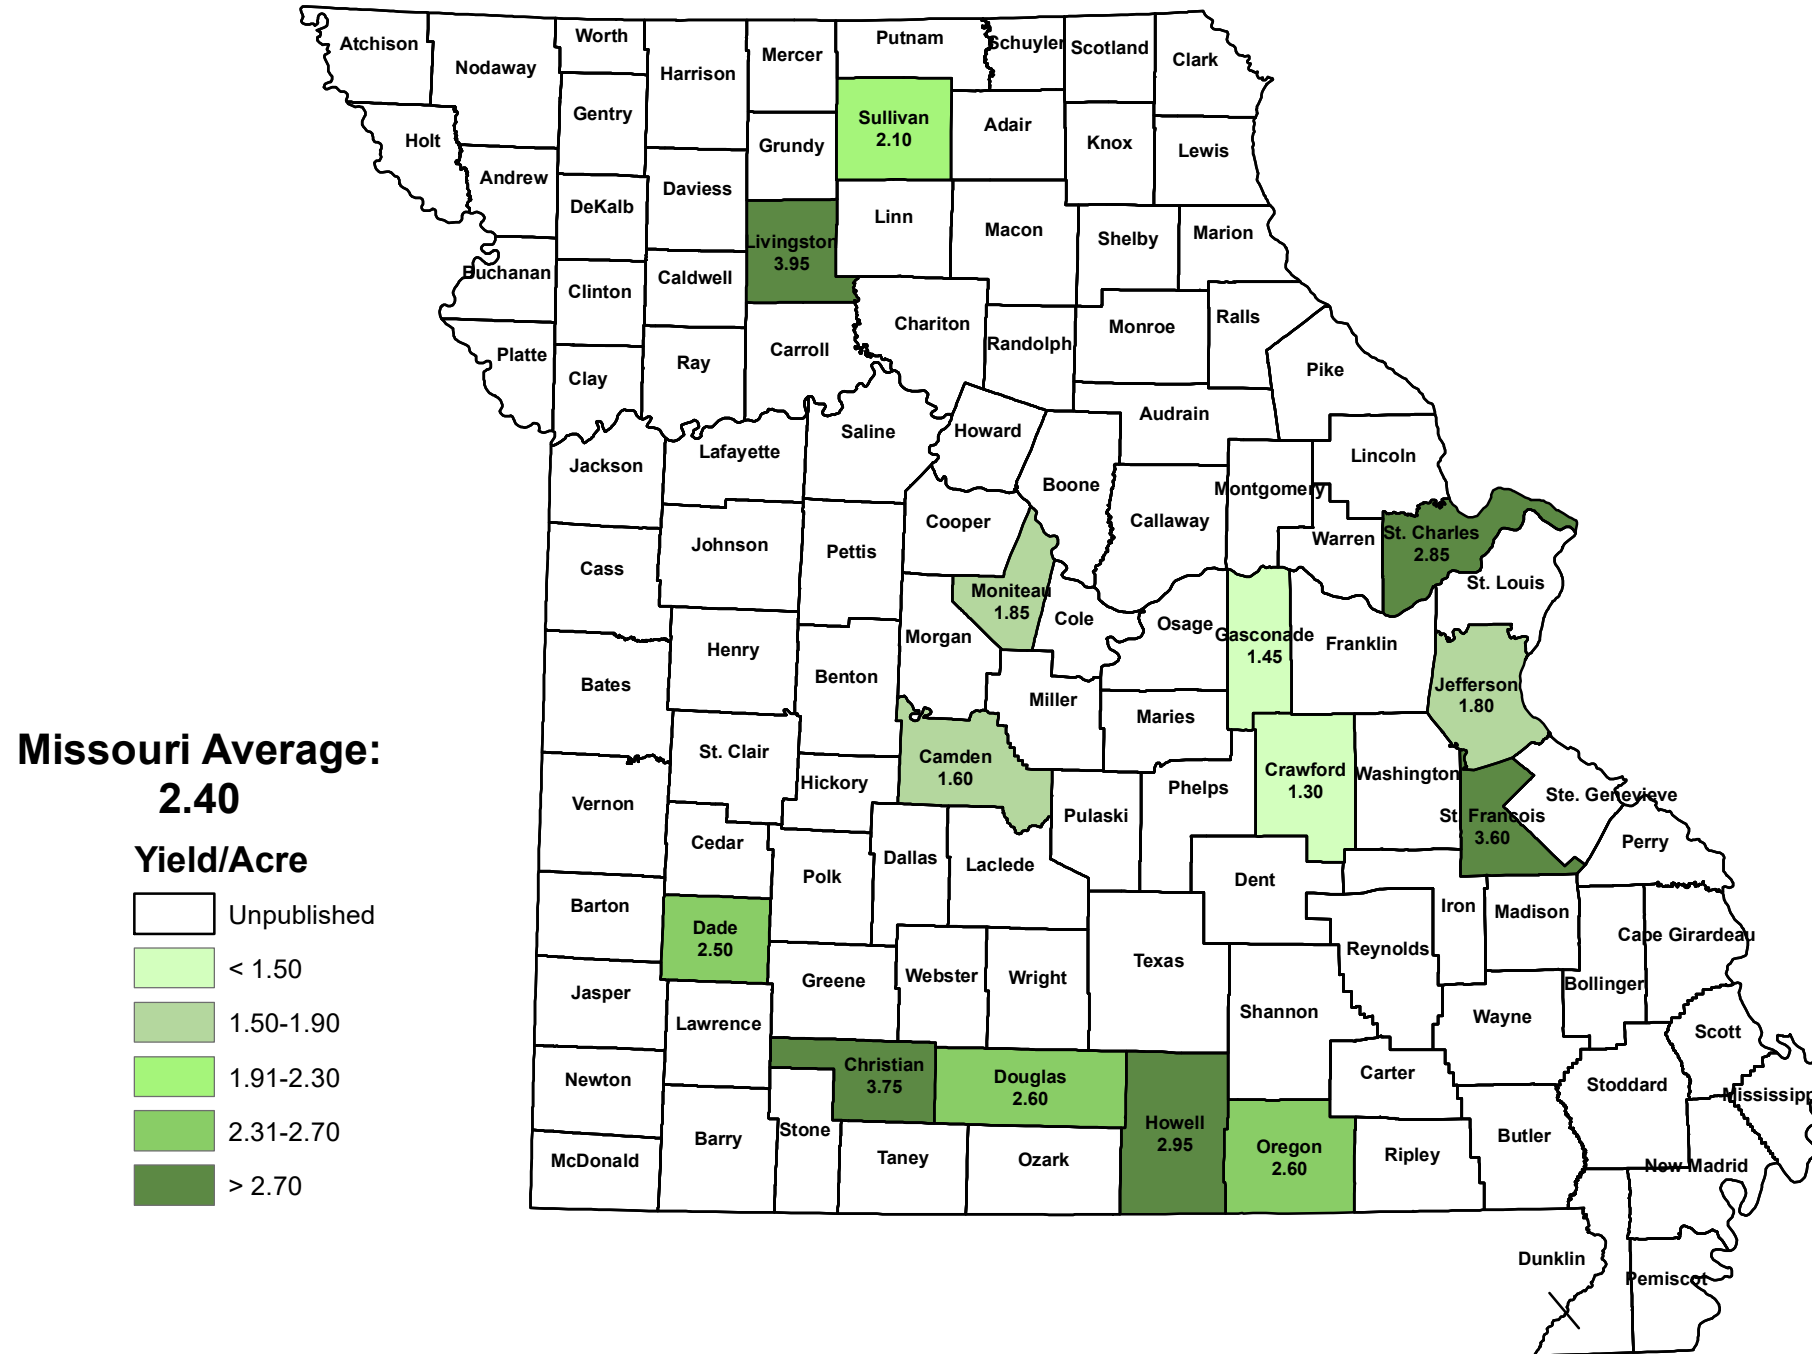 Atchison
Nodaway
Worth
Harrison
Mercer
Putnam
Schuyler
Scotland
Clark
Gentry
Holt
Andrew
DeKalb
Daviess
Grundy
Sullivan
2.10
Adair
Knox
Lewis
Linn
Macon
Shelby
Marion
Livingston
3.95
Buchanan
Clinton
Caldwell
Chariton
Randolph
Monroe
Ralls
Platte
Clay
Ray
Carroll
Pike
Audrain
Saline
Howard
Jackson
Lafayette
Boone
Lincoln
Montgomery
Callaway
Cooper
Warren
St. Charles
2.85
Johnson
Pettis
Cass
St. Louis
Moniteau
1.85
Cole
Osage
Gasconade
1.45
Franklin
Morgan
Henry
Benton
Bates
Miller
Maries
Jefferson
1.80
St. Clair
Camden
1.60
Hickory
Crawford
1.30
Washington
Phelps
Ste. Genevieve
Vernon
Pulaski
St. Francois
3.60
Perry
Cedar
Dallas
Laclede
Polk
Dent
Barton
Iron
Madison
Dade
2.50
Cape Girardeau
Reynolds
Texas
Greene
Webster
Wright
Bollinger
Jasper
Lawrence
Shannon
Wayne
Scott
Newton
Christian
3.75
Douglas
2.60
Carter
Stoddard
Mississipp
Howell
2.95
Barry
Stone
Butler
Oregon
2.60
Ripley
McDonald
Taney
Ozark
New Madrid
Dunklin
Pemiscot
Missouri Average:
2.40
Yield/Acre
Unpublished
< 1.50
1.50-1.90
1.91-2.30
2.31-2.70
> 2.70